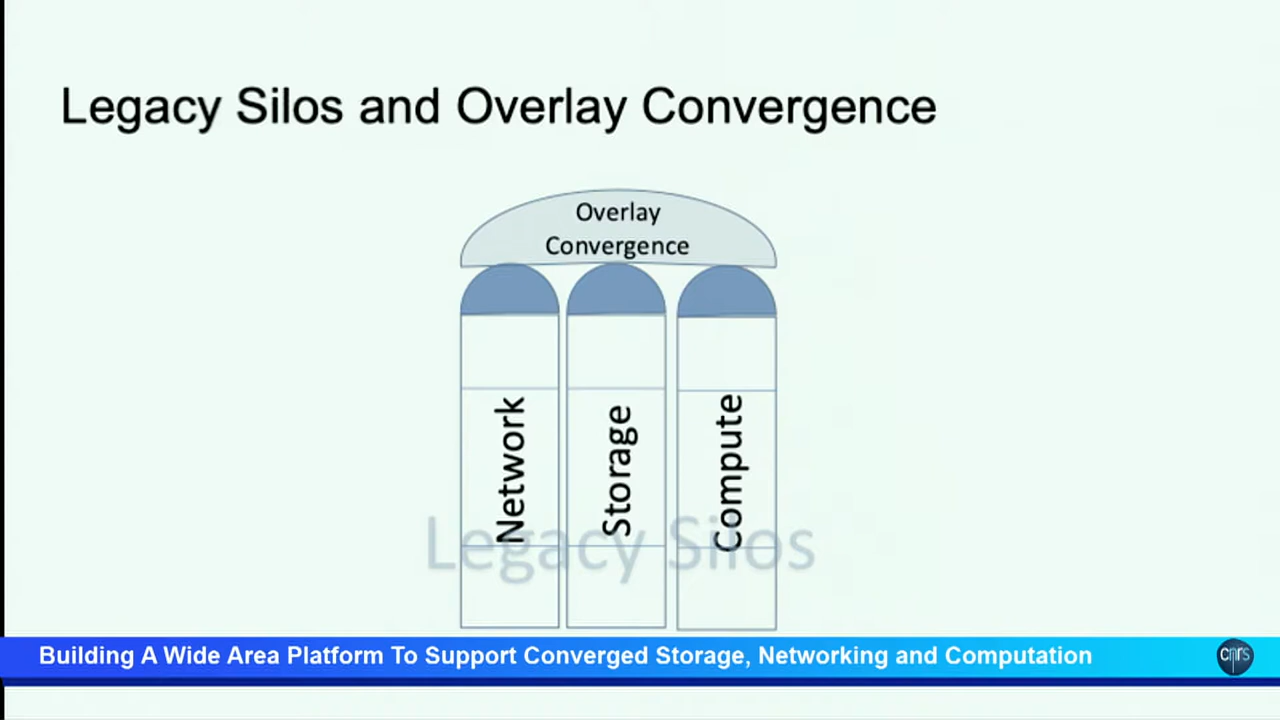 Legacy Silos and Overlay Convergence
Overlay
Convergence
Network
Storage
Compute
Legacy Silos
Building A Wide Area Platform To Support Converged Storage, Networking and Computation
cnrs